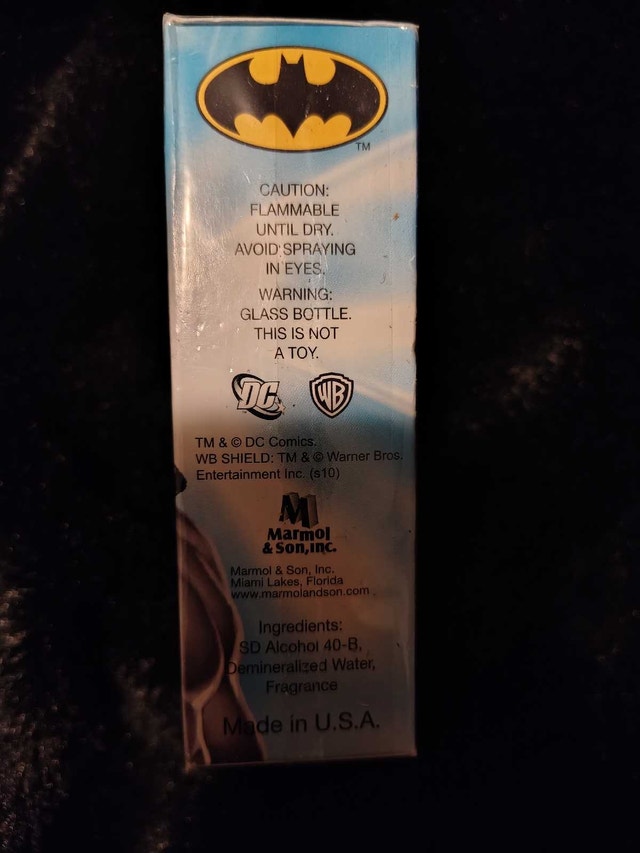 TM
CAUTION:
FLAMMABLE
UNTIL DRY.
AVOID SPRAYING
IN EYES.
WARNING:
GLASS BOTTLE.
THIS IS NOT
A TOY.
DC WB
TM & © DC Comics.
WB SHIELD: TM & © Warner Bros.
Entertainment Inc. (s10)
M
Marmol
& Son,inc.
Marmol & Son, Inc.
Miami Lakes, Florida
www.marmolandson.com
Ingredients:
SD Alcohol 40-B,
Demineralized Water,
Fragrance
Made in U.S.A.